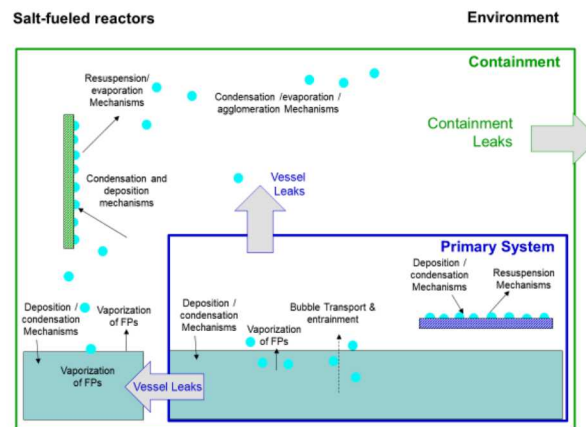 Salt-fueled reactors
Environment
Containment
Resuspension/
evaporation
Mechanisms
Condensation /evaporation /
agglomeration Mechanisms
Containment
Leaks
Condensation and
deposition
mechanisms
Vessel
Leaks
Primary System
Deposition /
condensation
Mechanisms
Resuspension
Mechanisms
Deposition /
condensation
Mechanisms
Vaporization
of FPs
Deposition /
condensation
Mechanisms
Vaporization
of FPs
Bubble Transport &
entrainment
Vaporization
of FPs
Vessel Leaks